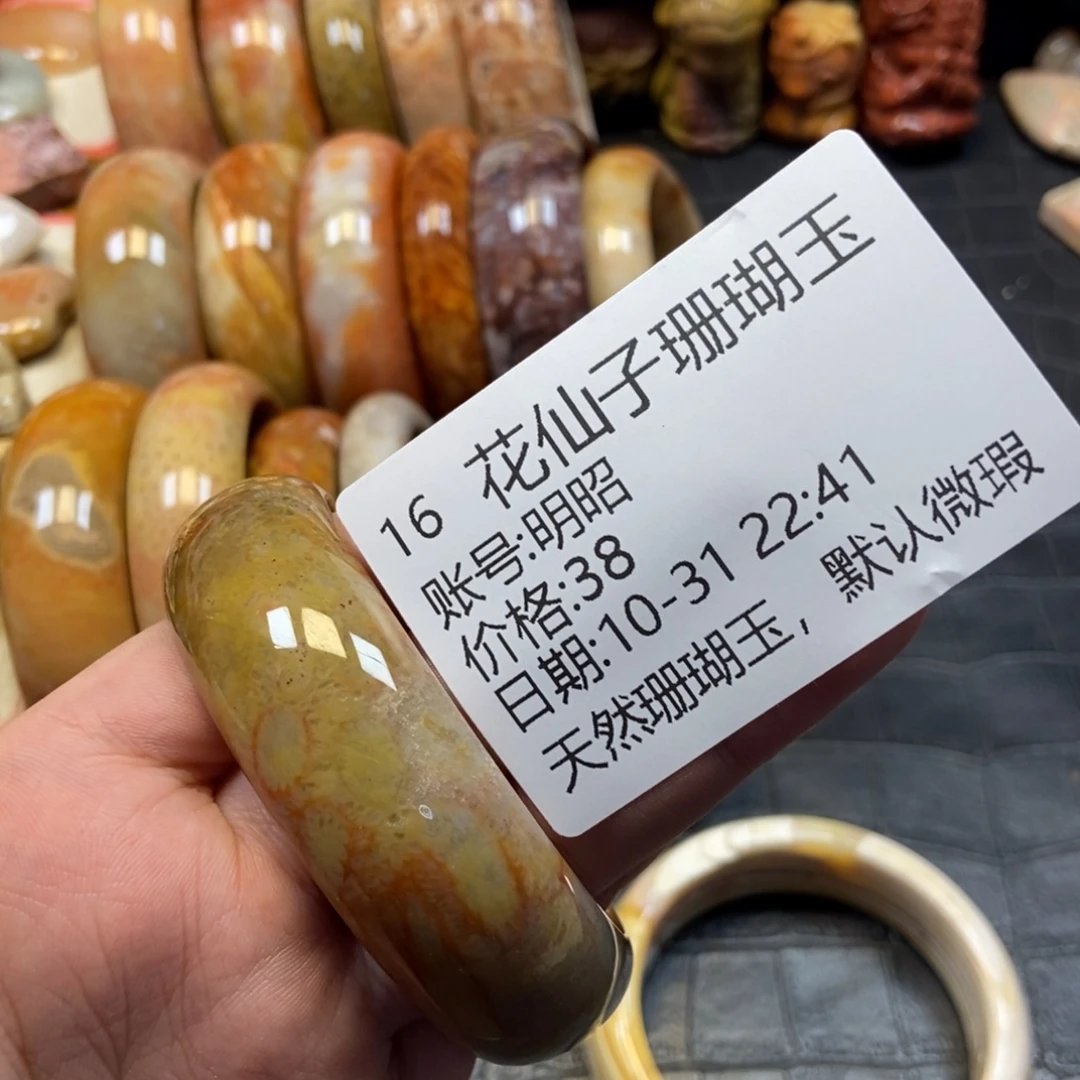 16 花仙子珊瑚玉
账号:明昭
价格:38
日期:10-31 22:41
天然珊瑚玉, 默认微瑕